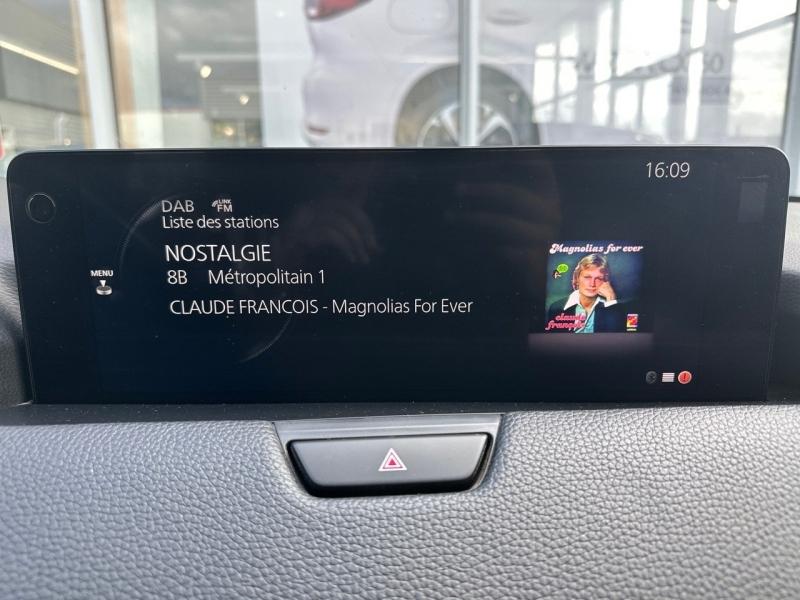 16:09
DAB LINK FM
Liste des stations
NOSTALGIE
MENU
8B Métropolitain 1
CLAUDE FRANCOIS - Magnolias For Ever
Magnolias for ever
claude
françois